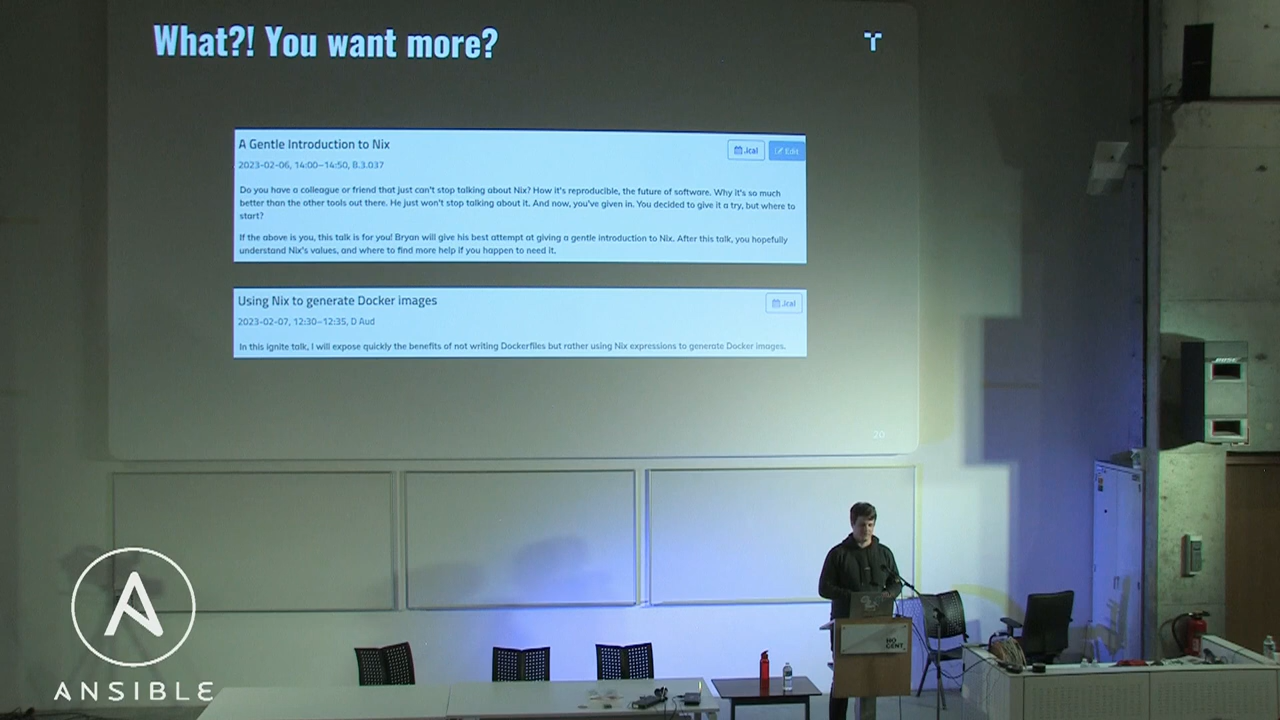 What?! You want more?
A Gentle Introduction to Nix
.ical
Edit
2023-02-06, 14:00–14:50, B.3.037
Do you have a colleague or friend that just can't stop talking about Nix? How it's reproducible, the future of software. Why it's so much
better than the other tools out there. He just won't stop talking about it. And now, you've given in. You decided to give it a try, but where to
start?
If the above is you, this talk is for you! Bryan will give his best attempt at giving a gentle introduction to Nix. After this talk, you hopefully
understand Nix's values, and where to find more help if you happen to need it.
Using Nix to generate Docker images
.ical
2023-02-07, 12:30–12:35, D Aud
In this ignite talk, I will expose quickly the benefits of not writing Dockerfiles but rather using Nix expressions to generate Docker images.
20
BOSE
HO
GENT
ANSIBLE